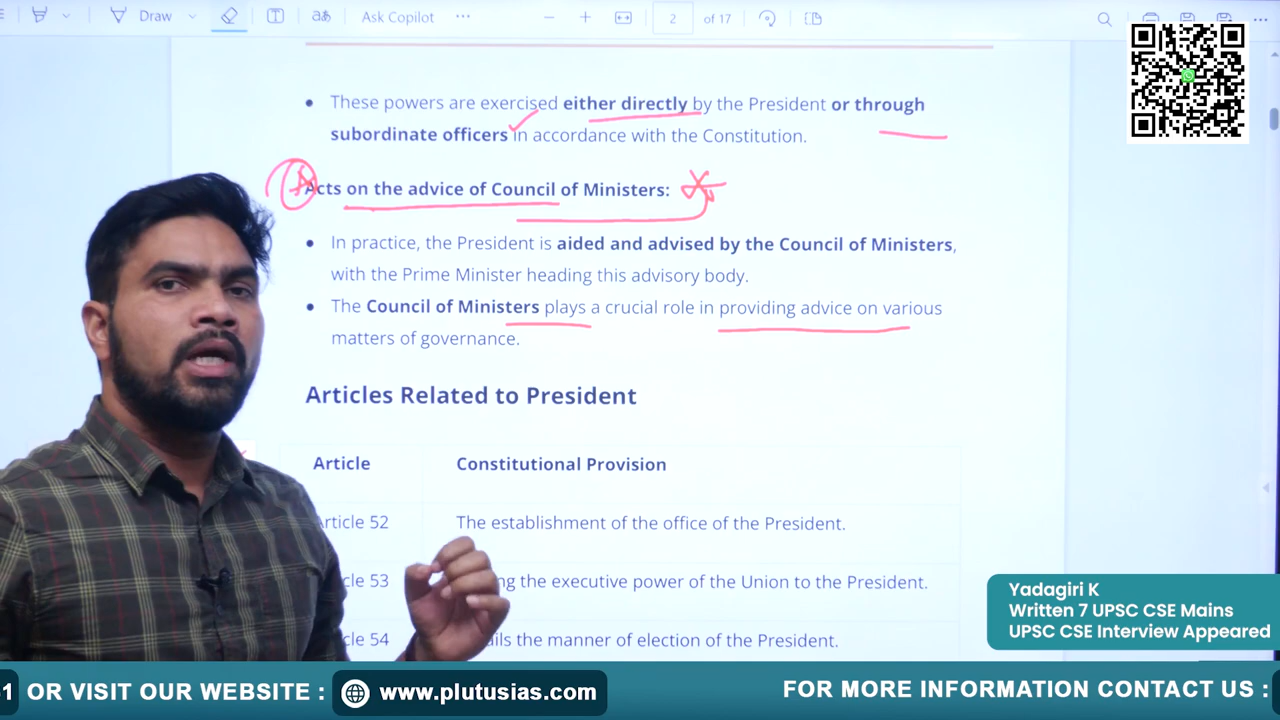 Draw
aあ
Ask Copilot
2 of 17
These powers are exercised either directly by the President or through
subordinate officers in accordance with the Constitution.
Acts on the advice of Council of Ministers:
In practice, the President is aided and advised by the Council of Ministers,
with the Prime Minister heading this advisory body.
The Council of Ministers plays a crucial role in providing advice on various
matters of governance.
Articles Related to President
Article Constitutional Provision
Article 52 The establishment of the office of the President.
cle 53 ng the executive power of the Union to the President.
cle 54 ails the manner of election of the President.
Yadagiri K
Written 7 UPSC CSE Mains
UPSC CSE Interview Appeared
1 OR VISIT OUR WEBSITE : www.plutusias.com FOR MORE INFORMATION CONTACT US :